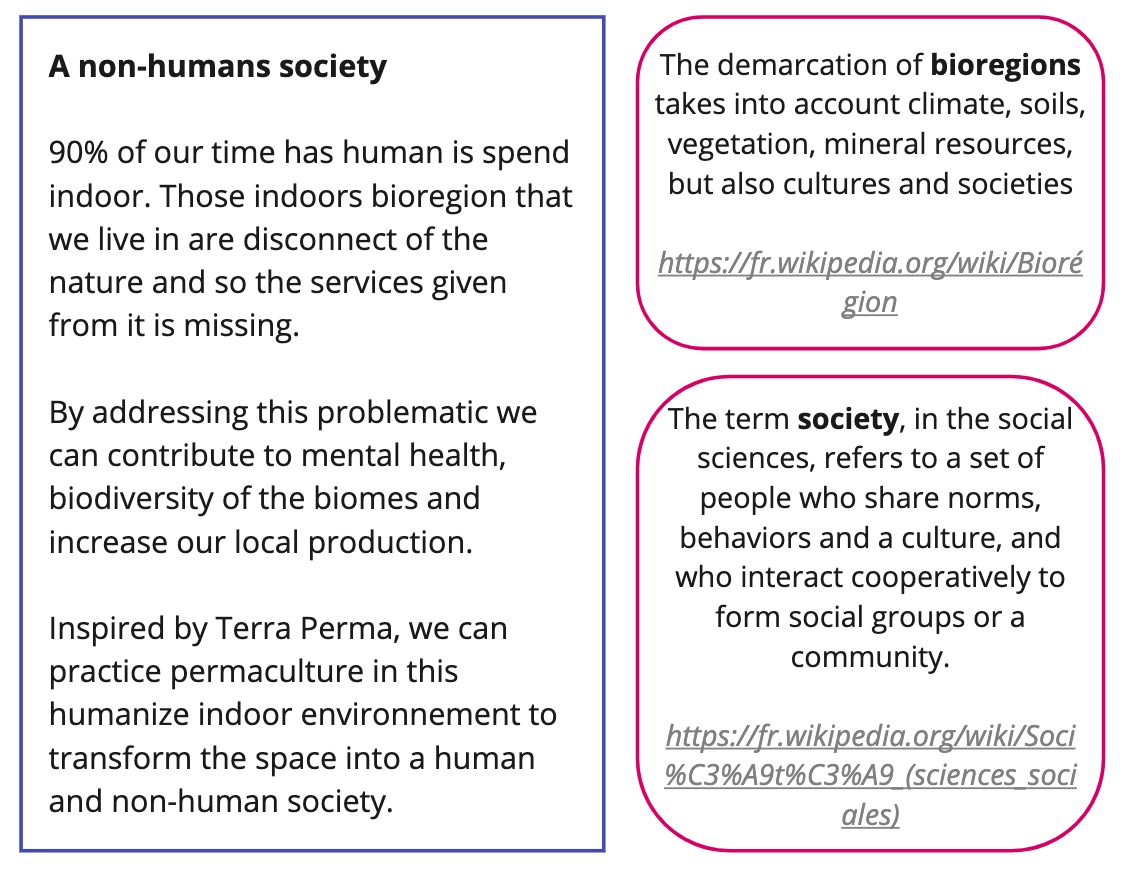 A non-humans society
90% of our time has human is spend
indoor. Those indoors bioregion that
we live in are disconnect of the
nature and so the services given
from it is missing.
By addressing this problematic we
can contribute to mental health,
biodiversity of the biomes and
increase our local production.
Inspired by Terra Perma, we can
practice permaculture in this
humanize indoor environnement to
transform the space into a human
and non-human society.
The demarcation of bioregions
takes into account climate, soils,
vegetation, mineral resources,
but also cultures and societies
https://fr.wikipedia.org/wiki/Bioré
gion
The term society, in the social
sciences, refers to a set of
people who share norms,
behaviors and a culture, and
who interact cooperatively to
form social groups or a
community.
https://fr.wikipedia.org/wiki/Soci
%C3%A9t%C3%A9_(sciences_soci
ales)